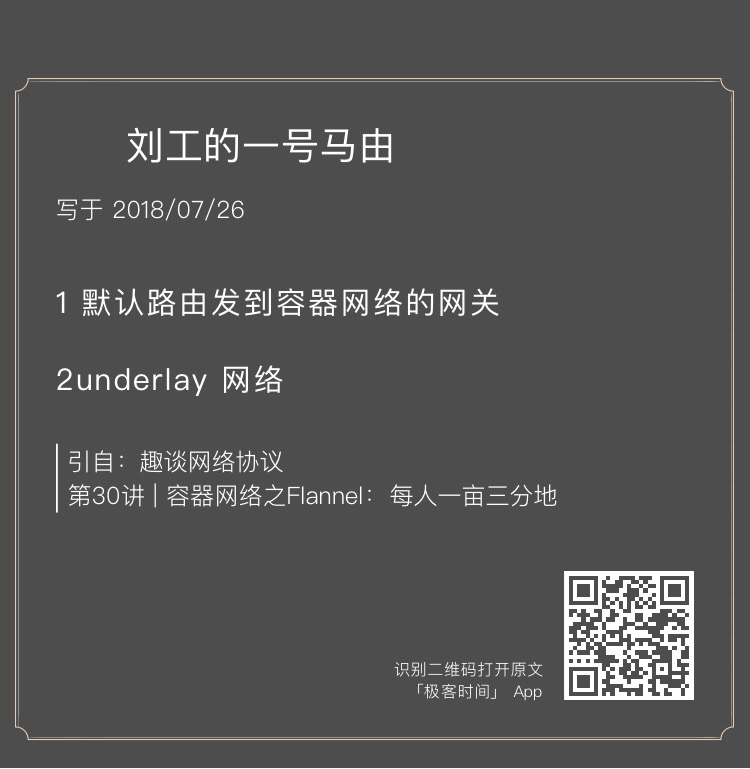 刘工的一号马由
写于 2018/07/26
1 默认路由发到容器网络的网关
2underlay 网络
引自：趣谈网络协议
第30讲 | 容器网络之Flannel：每人一亩三分地
识别二维码打开原文
「极客时间」 App